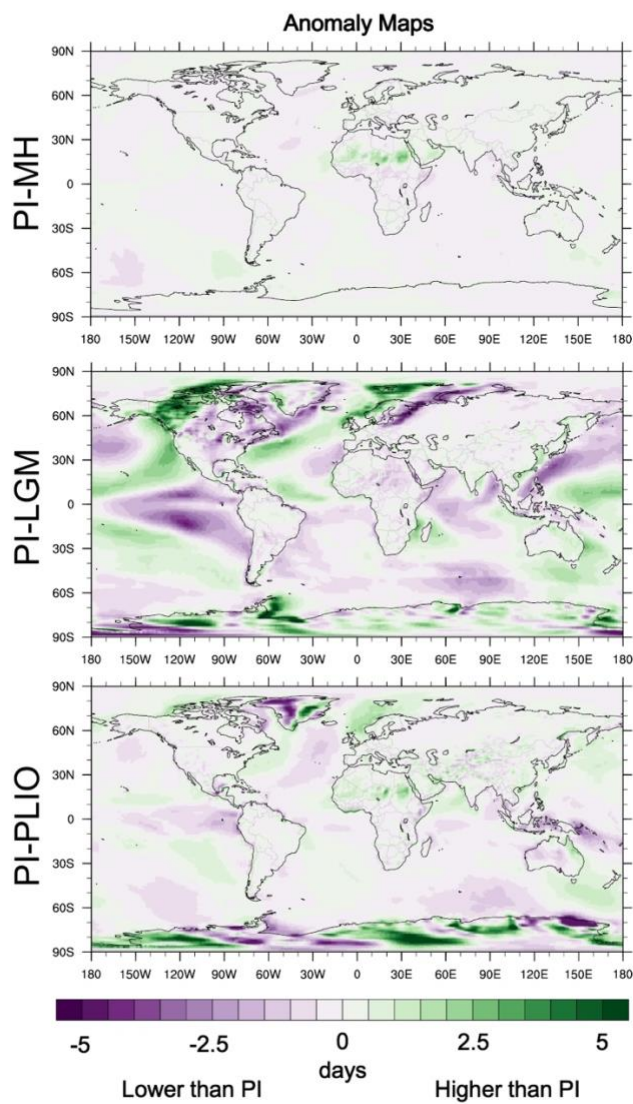 Anomaly Maps
PI-MH
90N
60N
30N
0
30S
60S
90S
180 150W 120W 90W 60W 30W 0 30E 60E 90E 120E 150E 180
PI-LGM
90N
60N
30N
0
30S
60S
90S
180 150W 120W 90W 60W 30W 0 30E 60E 90E 120E 150E 180
PI-PLIO
90N
60N
30N
0
30S
60S
90S
180 150W 120W 90W 60W 30W 0 30E 60E 90E 120E 150E 180
-5 -2.5 0 2.5 5
days
Lower than PI Higher than PI